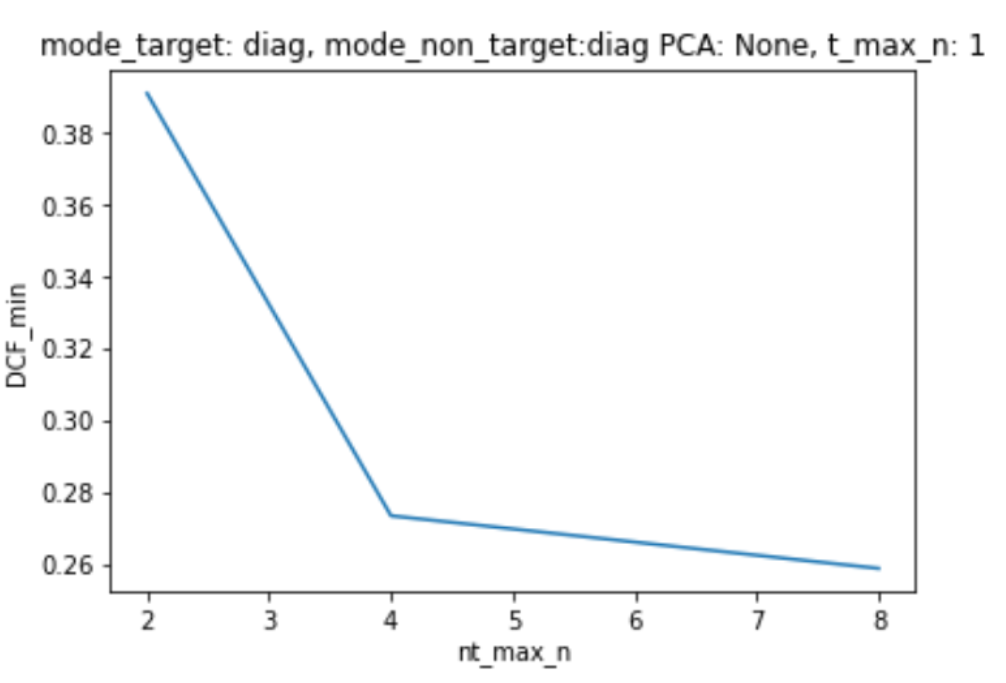 mode_target: diag, mode_non_target:diag PCA: None, t_max_n: 1
DCF_min
0.38
0.36
0.34
0.32
0.30
0.28
0.26
2 3 4 5 6 7 8
nt_max_n